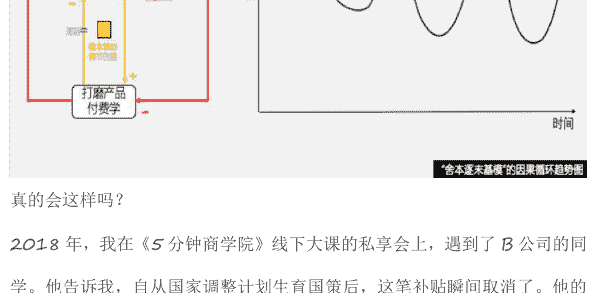 打磨产品
付费学
时间
"舍本逐末基模"的因果循环趋势图
真的会这样吗?
2018 年，我在《5 分钟商学院》线下大课的私享会上，遇到了 B 公司的同
学。他告诉我，自从国家调整计划生育国策后，这笔补贴瞬间取消了。他的